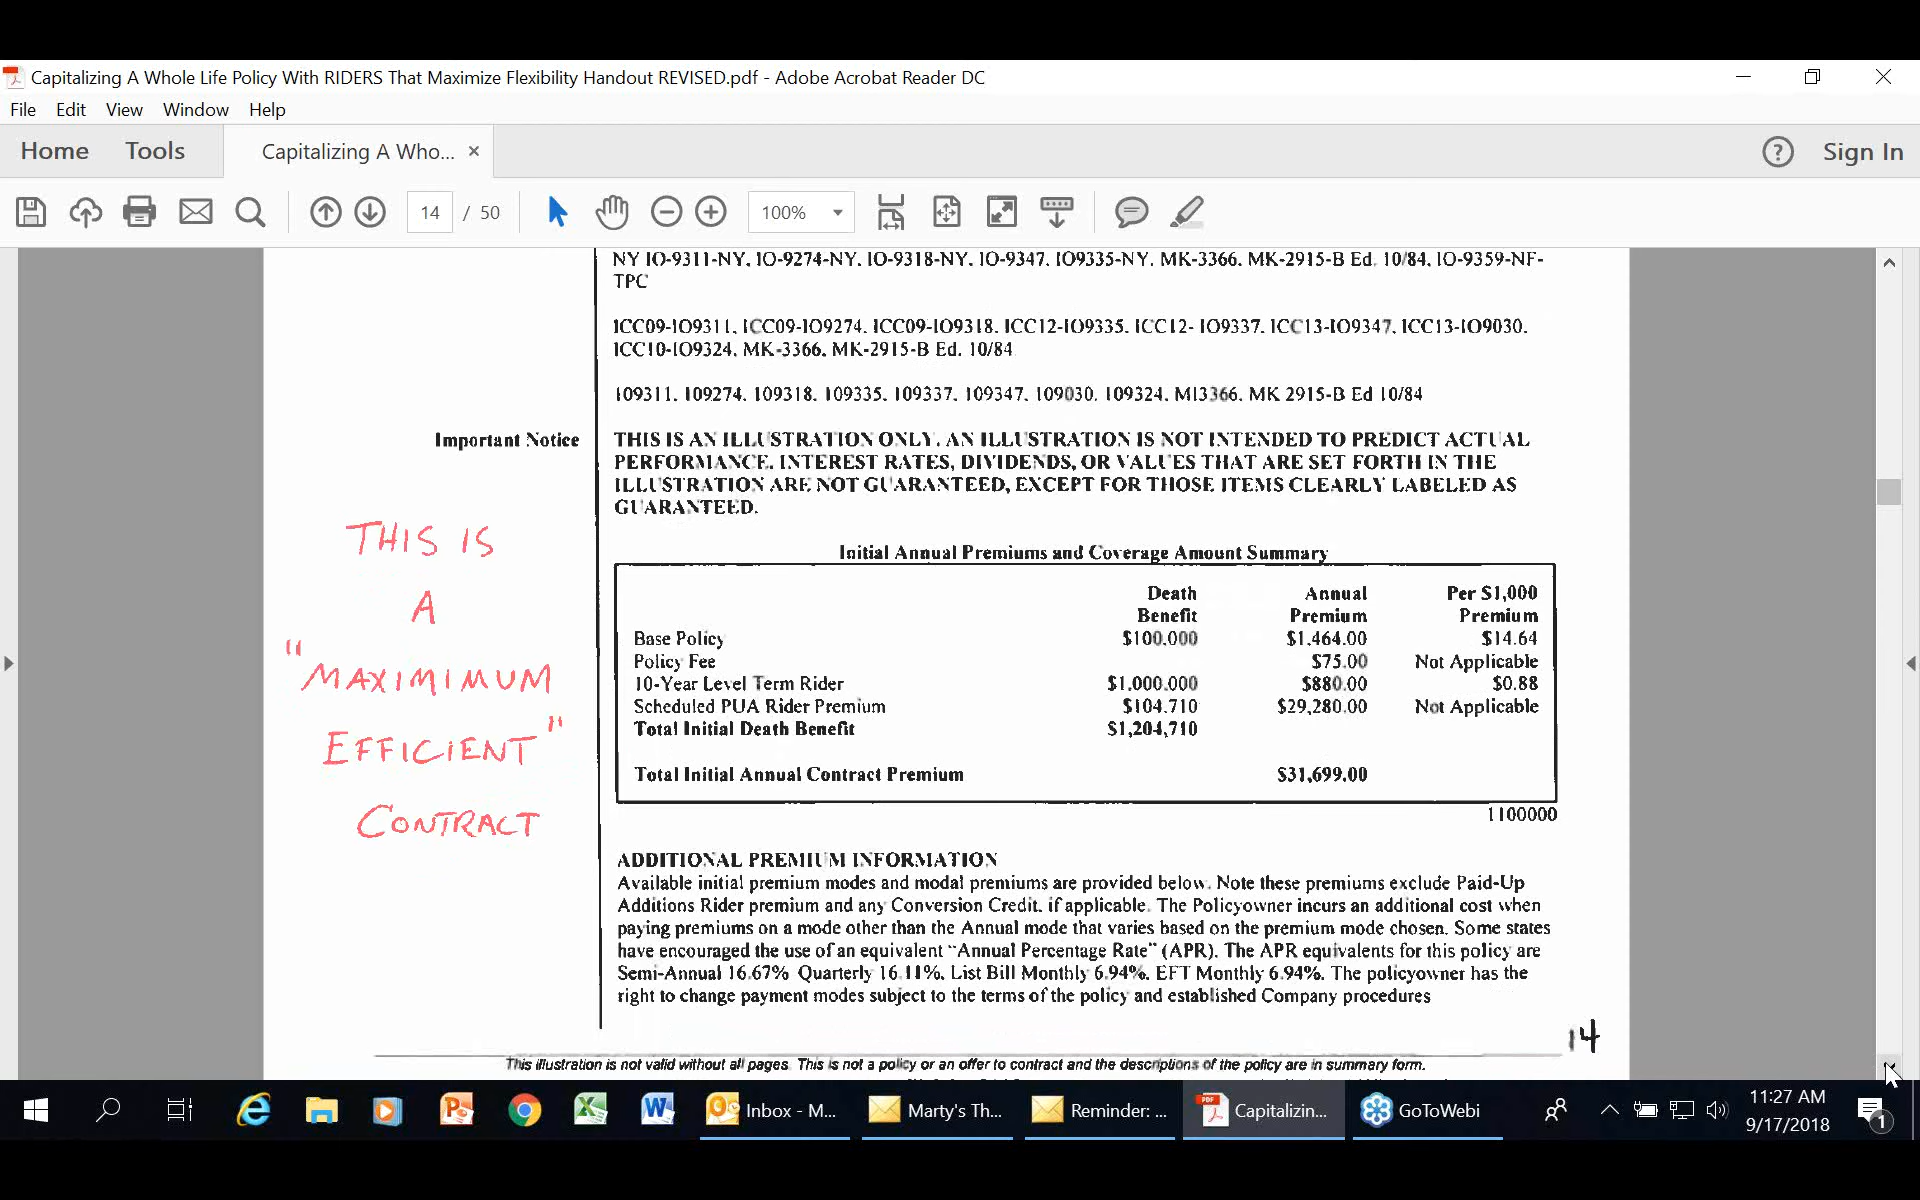 Capitalizing A Whole Life Policy With RIDERS That Maximize Flexibility Handout REVISED.pdf - Adobe Acrobat Reader DC
File Edit View Window Help
Home Tools Capitalizing A Who... × ? Sign In
14 / 50 100%
NY IO-9311-NY, IO-9274-NY, IO-9318-NY, IO-9347, IO9335-NY, MK-3366, MK-2915-B Ed. 10/84, IO-9359-NF-
TPC
ICC09-IO9311, ICC09-IO9274, ICC09-IO9318, ICC12-IO9335, ICC12- IO9337, ICC13-IO9347, ICC13-IO9030,
ICC10-IO9324, MK-3366, MK-2915-B Ed. 10/84
109311, 109274, 109318, 109335, 109337, 109347, 109030, 109324, MI3366, MK 2915-B Ed 10/84
Important Notice
THIS IS AN ILLUSTRATION ONLY. AN ILLUSTRATION IS NOT INTENDED TO PREDICT ACTUAL
PERFORMANCE. INTEREST RATES, DIVIDENDS, OR VALUES THAT ARE SET FORTH IN THE
ILLUSTRATION ARE NOT GUARANTEED, EXCEPT FOR THOSE ITEMS CLEARLY LABELED AS
GUARANTEED.
THIS IS
A
"MAXIMIMUM
EFFICIENT"
CONTRACT
Initial Annual Premiums and Coverage Amount Summary
Death Annual Per $1,000
Benefit Premium Premium
Base Policy $100,000 $1,464.00 $14.64
Policy Fee $75.00 Not Applicable
10-Year Level Term Rider $1,000,000 $880.00 $0.88
Scheduled PUA Rider Premium $104,710 $29,280.00 Not Applicable
Total Initial Death Benefit $1,204,710
Total Initial Annual Contract Premium $31,699.00
1100000
ADDITIONAL PREMIUM INFORMATION
Available initial premium modes and modal premiums are provided below. Note these premiums exclude Paid-Up
Additions Rider premium and any Conversion Credit, if applicable. The Policyowner incurs an additional cost when
paying premiums on a mode other than the Annual mode that varies based on the premium mode chosen. Some states
have encouraged the use of an equivalent "Annual Percentage Rate" (APR). The APR equivalents for this policy are
Semi-Annual 16.67% Quarterly 16.11%, List Bill Monthly 6.94%, EFT Monthly 6.94%. The policyowner has the
right to change payment modes subject to the terms of the policy and established Company procedures
14
This illustration is not valid without all pages. This is not a policy or an offer to contract and the descriptions of the policy are in summary form.
Inbox - M... Marty's Th... Reminder: ... Capitalizin... GoToWebi
11:27 AM
9/17/2018
1